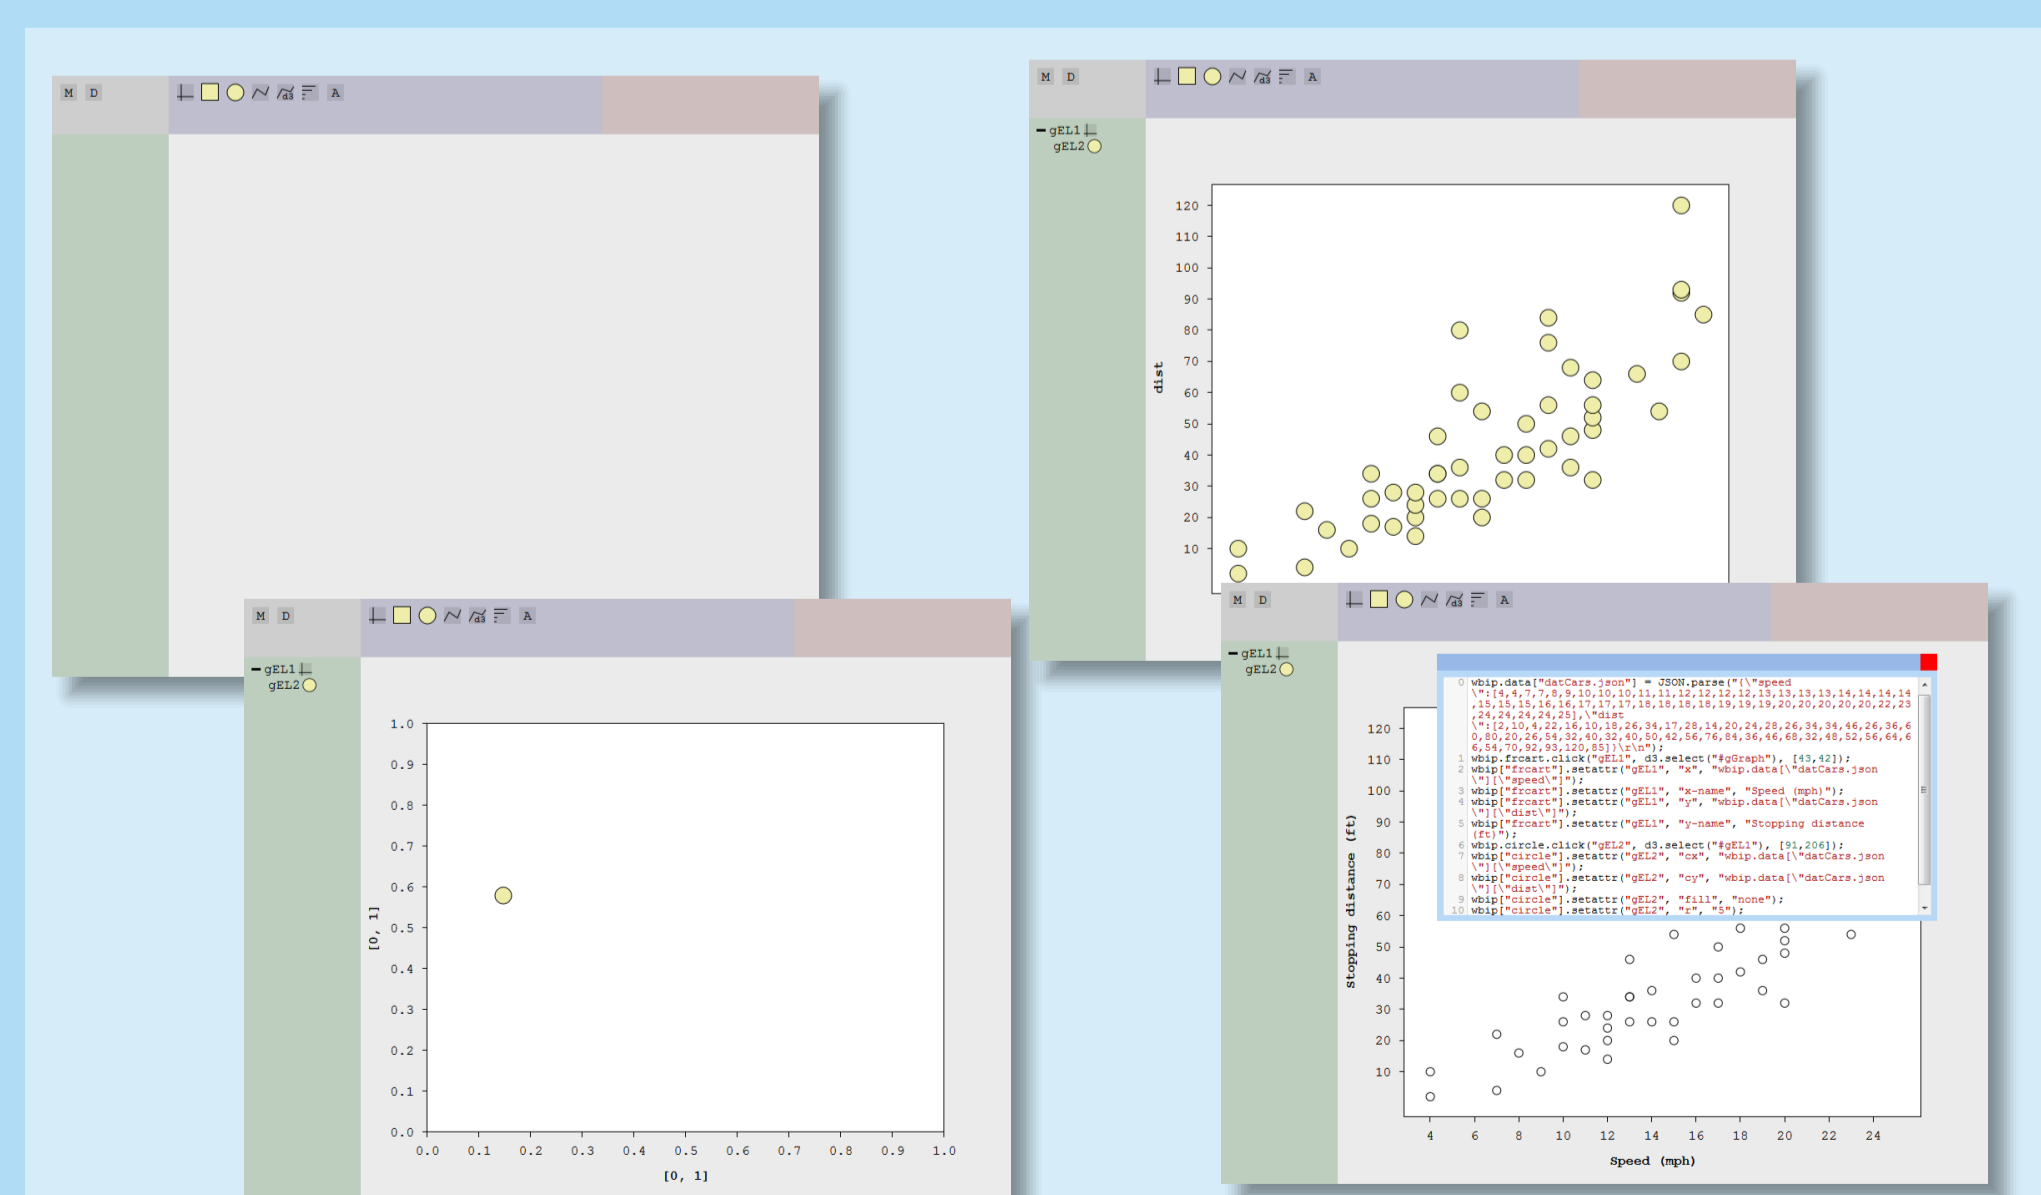 M D
A
M D
d3
A
gEL1
gEL2
120
110
100
90
80
70
60
50
40
30
20
10
dist
M D
d3
A
gEL1
gEL2
1.0
0.9
0.8
0.7
0.6
0.5
0.4
0.3
0.2
0.1
0.0
[0, 1]
0.0 0.1 0.2 0.3 0.4 0.5 0.6 0.7 0.8 0.9 1.0
[0, 1]
M D
d3
A
gEL1
gEL2
0 wbip.data["datCars.json"] = JSON.parse("{\"speed
\":[4,4,7,7,8,9,10,10,10,11,11,12,12,12,12,13,13,13,13,14,14,14,14
,15,15,15,16,16,17,17,17,18,18,18,18,19,19,19,20,20,20,20,20,22,23
,24,24,24,24,25],\"dist
\":[2,10,4,22,16,10,18,26,34,17,28,14,20,24,28,26,34,34,46,26,36,6
0,80,20,26,54,32,40,32,40,50,42,56,76,84,36,46,68,32,48,52,56,64,6
6,54,70,92,93,120,85]}\r\n");
1 wbip.frcart.click("gEL1", d3.select("#gGraph"), [43,42]);
2 wbip["frcart"].setattr("gEL1", "x", "wbip.data[\"datCars.json
\"][\"speed\"]");
3 wbip["frcart"].setattr("gEL1", "x-name", "Speed (mph)");
4 wbip["frcart"].setattr("gEL1", "y", "wbip.data[\"datCars.json
\"][\"dist\"]");
5 wbip["frcart"].setattr("gEL1", "y-name", "Stopping distance
(ft)");
6 wbip.circle.click("gEL2", d3.select("#gEL1"), [91,206]);
7 wbip["circle"].setattr("gEL2", "cx", "wbip.data[\"datCars.json
\"][\"speed\"]");
8 wbip["circle"].setattr("gEL2", "cy", "wbip.data[\"datCars.json
\"][\"dist\"]");
9 wbip["circle"].setattr("gEL2", "fill", "none");
10 wbip["circle"].setattr("gEL2", "r", "5");
120
110
100
90
80
70
60
50
40
30
20
10
Stopping distance (ft)
4 6 8 10 12 14 16 18 20 22 24
Speed (mph)